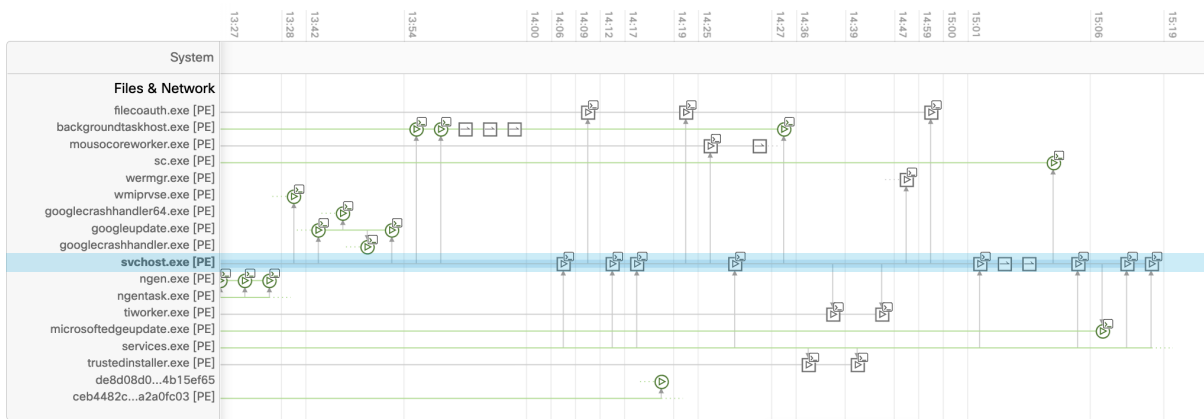 13:27
13:28
13:42
13:54
14:00
14:06
14:09
14:12
14:17
14:19
14:25
14:27
14:36
14:39
14:47
14:59
15:00
15:01
15:06
15:19
System
Files & Network
filecoauth.exe [PE]
backgroundtaskhost.exe [PE]
mousocoreworker.exe [PE]
sc.exe [PE]
wermgr.exe [PE]
wmiprvse.exe [PE]
googlecrashhandler64.exe [PE]
googleupdate.exe [PE]
googlecrashhandler.exe [PE]
svchost.exe [PE]
ngen.exe [PE]
ngentask.exe [PE]
tiworker.exe [PE]
microsoftedgeupdate.exe [PE]
services.exe [PE]
trustedinstaller.exe [PE]
de8d08d0...4b15ef65
ceb4482c...a2a0fc03 [PE]